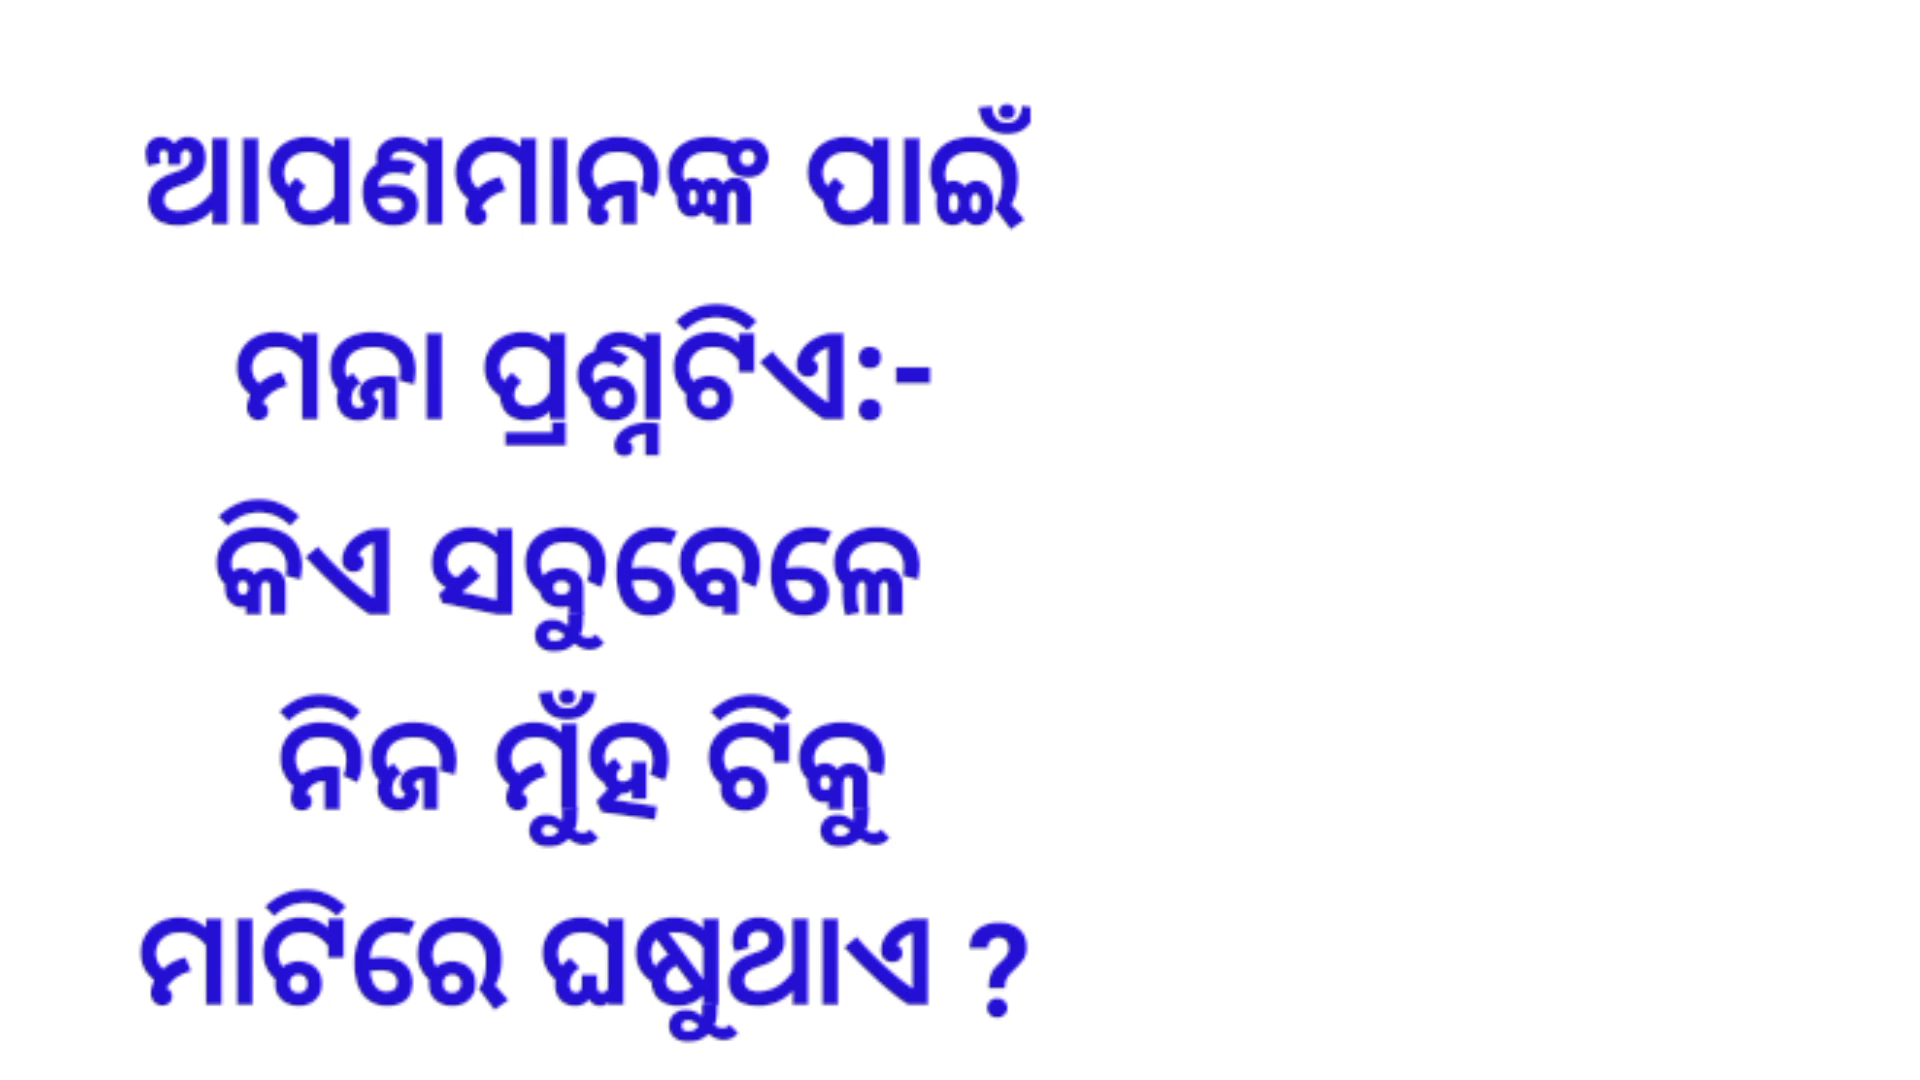 ଆପଣମାନଙ୍କ ପାଇଁ
ମଜା ପ୍ରଶ୍ନଟିଏ:-
କିଏ ସବୁବେଳେ
ନିଜ ମୁଁହ ଟିକୁ
ମାଟିରେ ଘଷୁଥାଏ ?